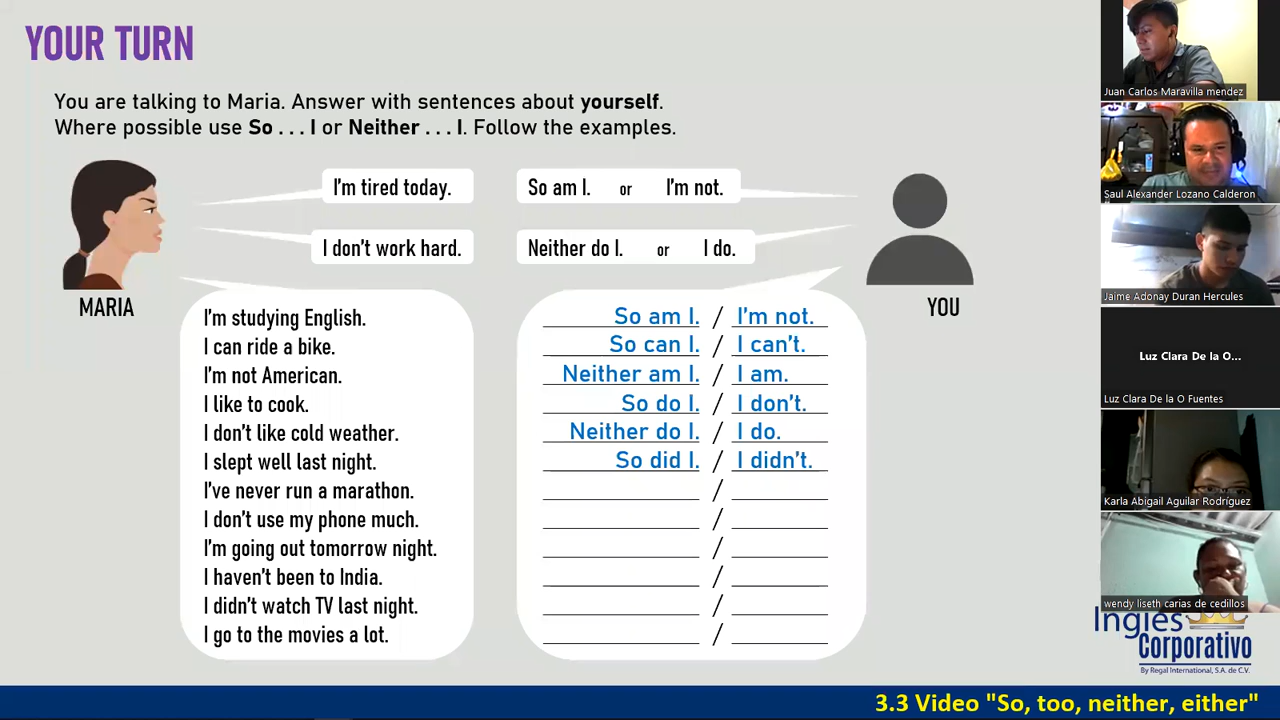 YOUR TURN
You are talking to Maria. Answer with sentences about yourself.
Where possible use So . . . I or Neither . . . I. Follow the examples.
I'm tired today.
So am I. or I'm not.
I don't work hard.
Neither do I. or I do.
MARIA
YOU
I'm studying English.
I can ride a bike.
I'm not American.
I like to cook.
I don't like cold weather.
I slept well last night.
I've never run a marathon.
I don't use my phone much.
I'm going out tomorrow night.
I haven't been to India.
I didn't watch TV last night.
I go to the movies a lot.
So am I. / I'm not.
So can I. / I can't.
Neither am I. / I am.
So do I. / I don't.
Neither do I. / I do.
So did I. / I didn't.
/
/
/
/
/
/
Juan Carlos Maravilla mendez
Saul Alexander Lozano Calderon
Jaime Adonay Duran Hercules
Luz Clara De la O...
Luz Clara De la O Fuentes
Karla Abigail Aguilar Rodríguez
wendy liseth carias de cedillos
Inglés
Corporativo
By Regal International, S.A. de C.V.
3.3 Video "So, too, neither, either"